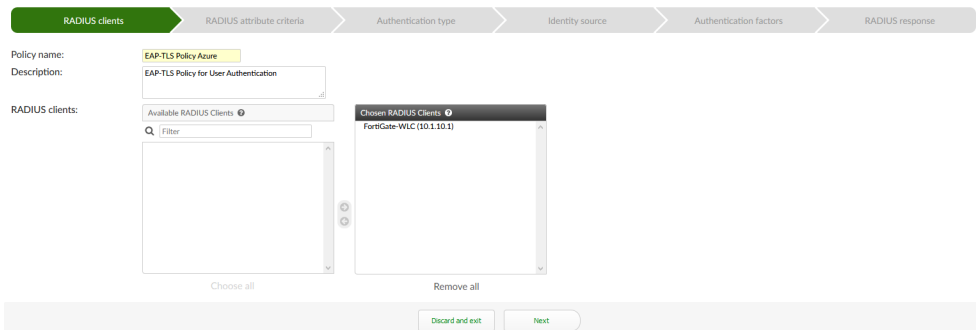 RADIUS clients
RADIUS attribute criteria
Authentication type
Identity source
Authentication factors
RADIUS response
Policy name:
EAP-TLS Policy Azure
Description:
EAP-TLS Policy for User Authentication
RADIUS clients:
Available RADIUS Clients
Chosen RADIUS Clients
Filter
FortiGate-WLC (10.1.10.1)
Choose all
Remove all
Discard and exit
Next